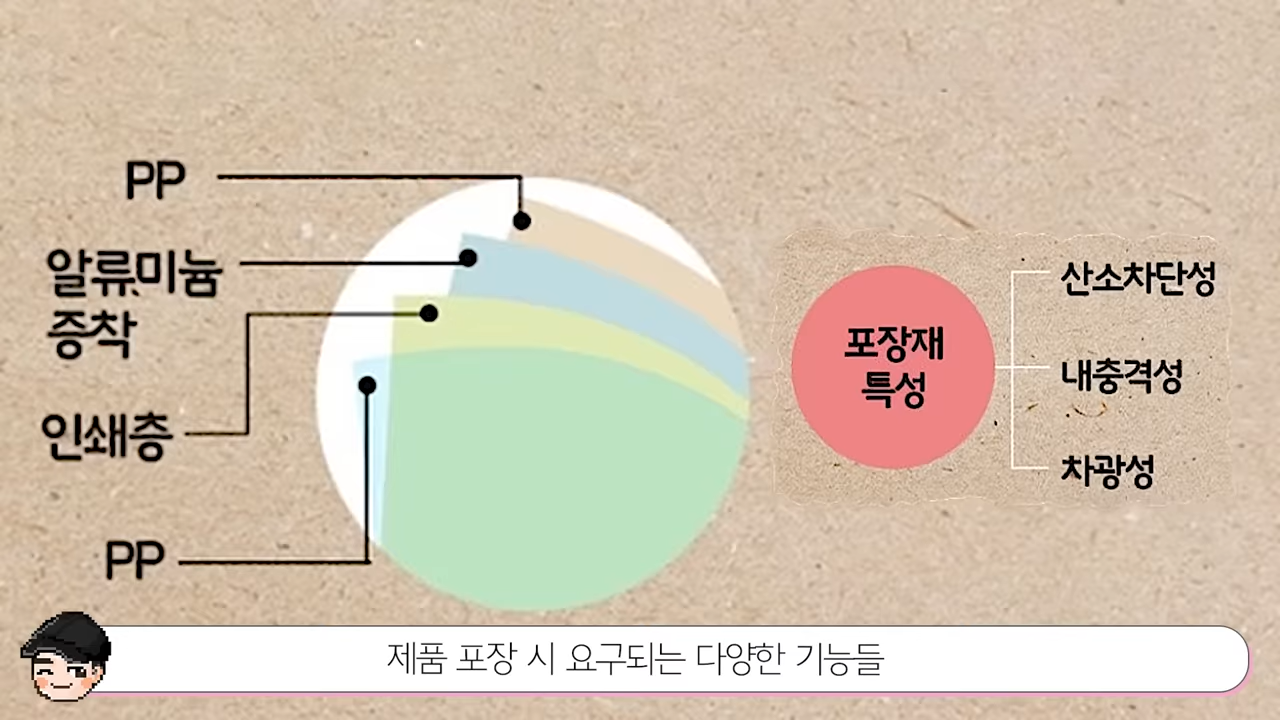 PP
알류미늄
증착
인쇄층
PP
포장재
특성
산소차단성
내충격성
차광성
제품 포장 시 요구되는 다양한 기능들